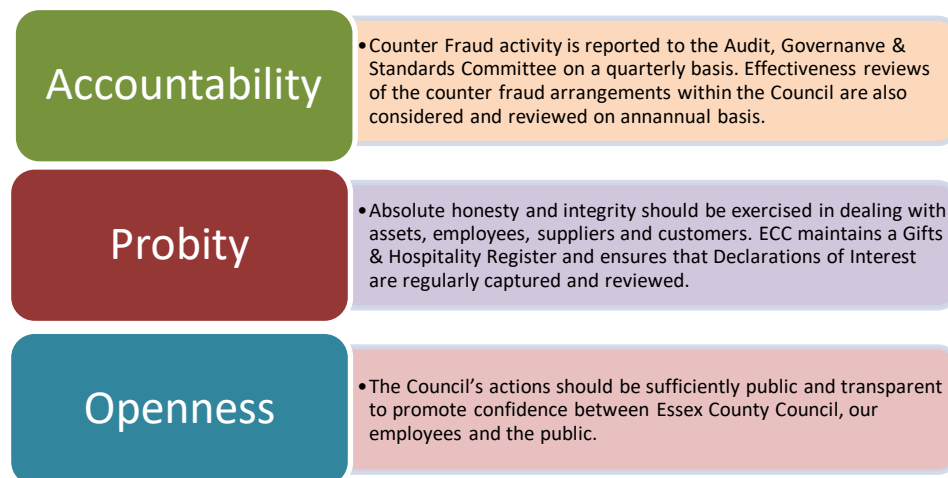 Accountability
•Counter Fraud activity is reported to the Audit, Governanve &
Standards Committee on a quarterly basis. Effectiveness reviews
of the counter fraud arrangements within the Council are also
considered and reviewed on annannual basis.
Probity
•Absolute honesty and integrity should be exercised in dealing with
assets, employees, suppliers and customers. ECC maintains a Gifts
& Hospitality Register and ensures that Declarations of Interest
are regularly captured and reviewed.
Openness
•The Council’s actions should be sufficiently public and transparent
to promote confidence between Essex County Council, our
employees and the public.